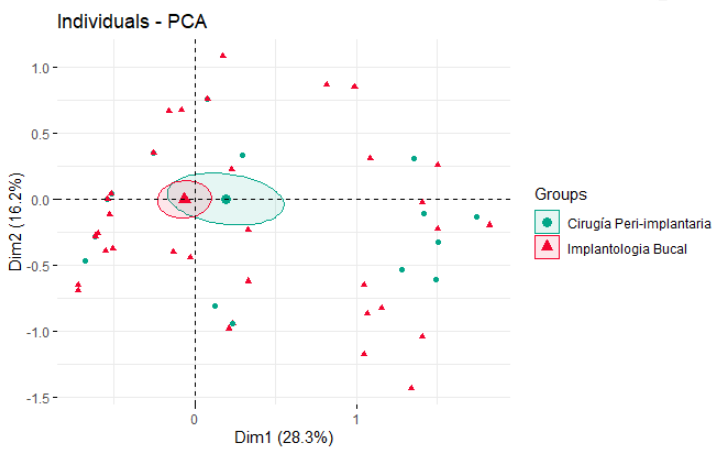 Individuals - PCA
1.0
0.5
0.0
-0.5
-1.0
-1.5
Dim2 (16.2%)
0
1
Dim1 (28.3%)
Groups
Cirugía Peri-implantaria
Implantologia Bucal